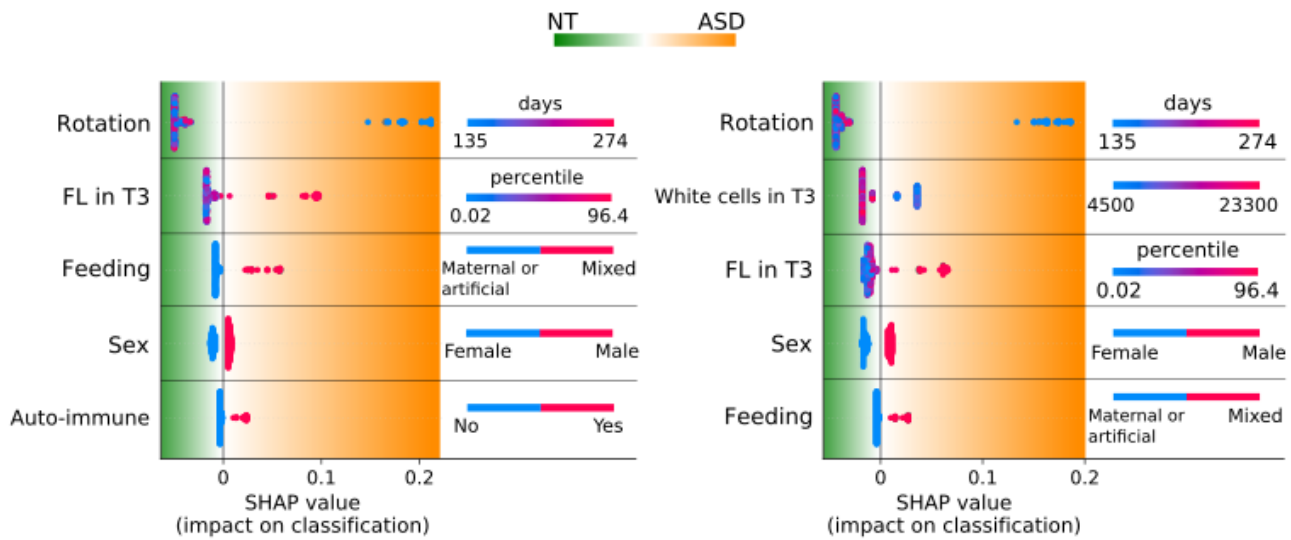 NT ASD
Rotation
days
135 274
FL in T3
percentile
0.02 96.4
Feeding
Maternal or
artificial
Mixed
Sex
Female Male
Auto-immune
No Yes
0 0.1 0.2
SHAP value
(impact on classification)
Rotation
days
135 274
White cells in T3
4500 23300
FL in T3
percentile
0.02 96.4
Sex
Female Male
Feeding
Maternal or
artificial
Mixed
0 0.1 0.2
SHAP value
(impact on classification)